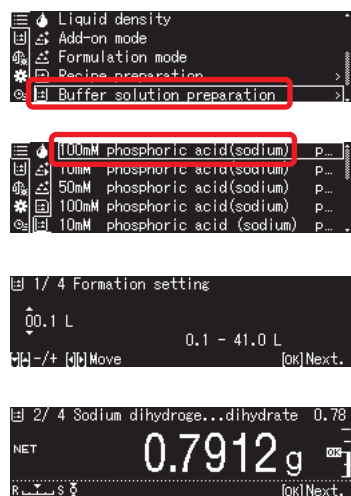 Liquid density
Add-on mode
Formulation mode
Recipe preparation >
Buffer solution preparation >
100mM phosphoric acid(sodium) p…
10mM phosphoric acid(sodium) p…
50mM phosphoric acid(sodium) p…
100mM phosphoric acid(sodium) p…
10mM phosphoric acid (sodium) p…
1/ 4 Formation setting
00.1 L
0.1 - 41.0 L
-/+ Move [OK]Next.
2/ 4 Sodium dihydroge...dihydrate 0.78
NET 0.7912 g OK
R S [OK]Next.